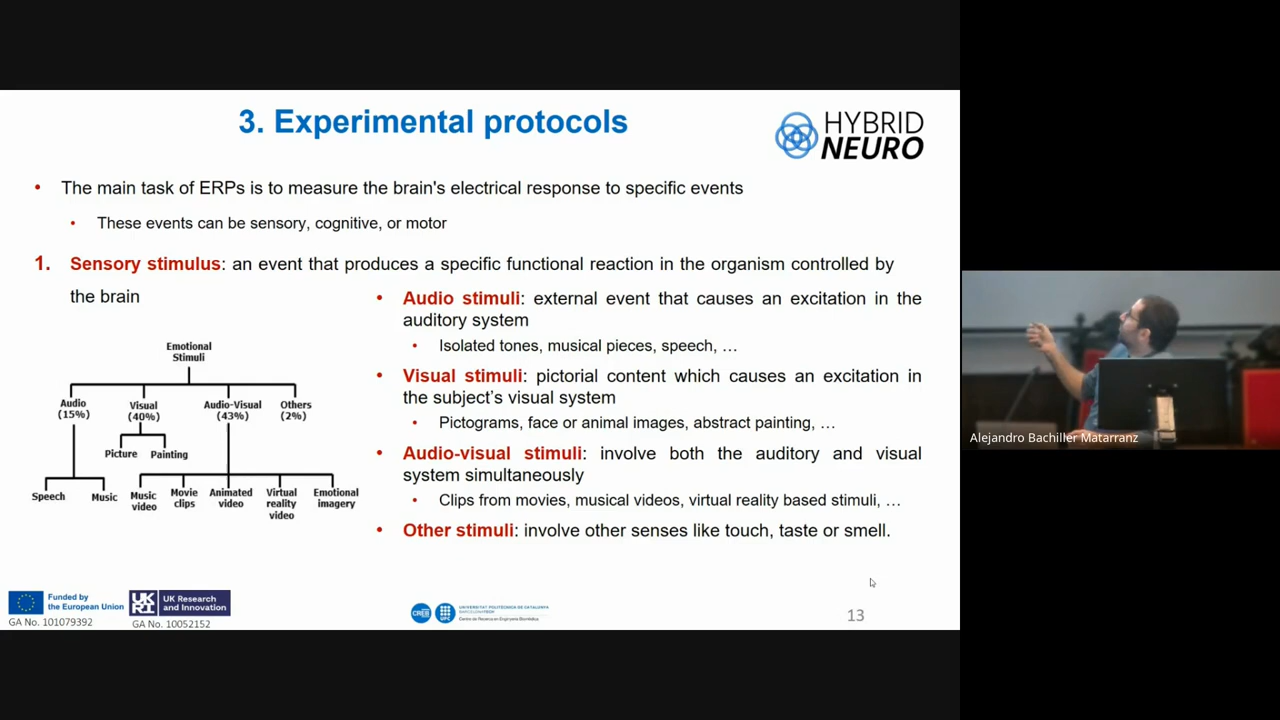 3. Experimental protocols
HYBRID
NEURO
• The main task of ERPs is to measure the brain's electrical response to specific events
• These events can be sensory, cognitive, or motor
1. Sensory stimulus: an event that produces a specific functional reaction in the organism controlled by
the brain
• Audio stimuli: external event that causes an excitation in the
auditory system
• Isolated tones, musical pieces, speech, …
• Visual stimuli: pictorial content which causes an excitation in
the subject's visual system
• Pictograms, face or animal images, abstract painting, …
• Audio-visual stimuli: involve both the auditory and visual
system simultaneously
• Clips from movies, musical videos, virtual reality based stimuli, …
• Other stimuli: involve other senses like touch, taste or smell.
Emotional
Stimuli
Audio
(15%)
Visual
(40%)
Audio-Visual
(43%)
Others
(2%)
Picture
Painting
Speech
Music
Music
video
Movie
clips
Animated
video
Virtual
reality
video
Emotional
imagery
Alejandro Bachiller Matarranz
Funded by
the European Union
GA No. 101079392
UK
RI
UK Research
and Innovation
GA No. 10052152
CREB
UPC
UNIVERSITAT POLITÈCNICA DE CATALUNYA
BARCELONATECH
Centre de Recerca en Enginyeria Biomèdica
13